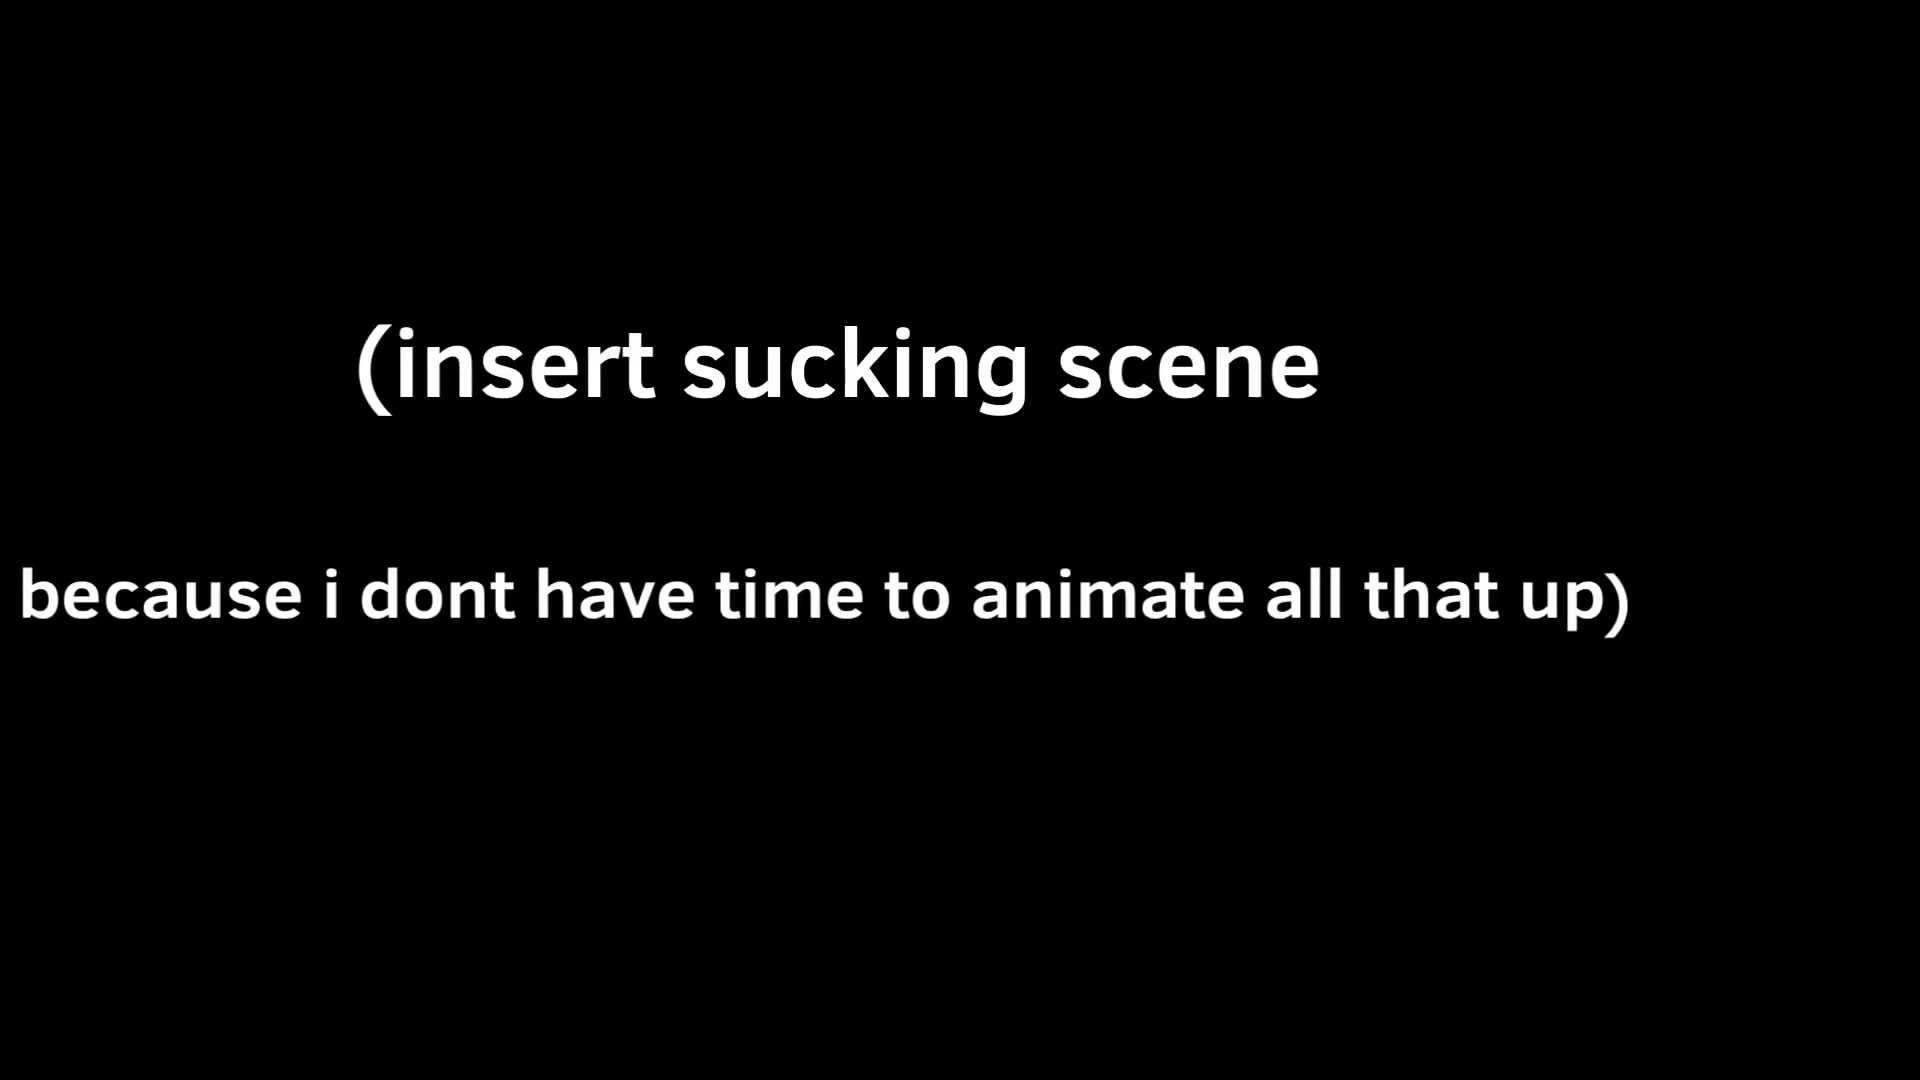 (insert sucking scene
because i dont have time to animate all that up)